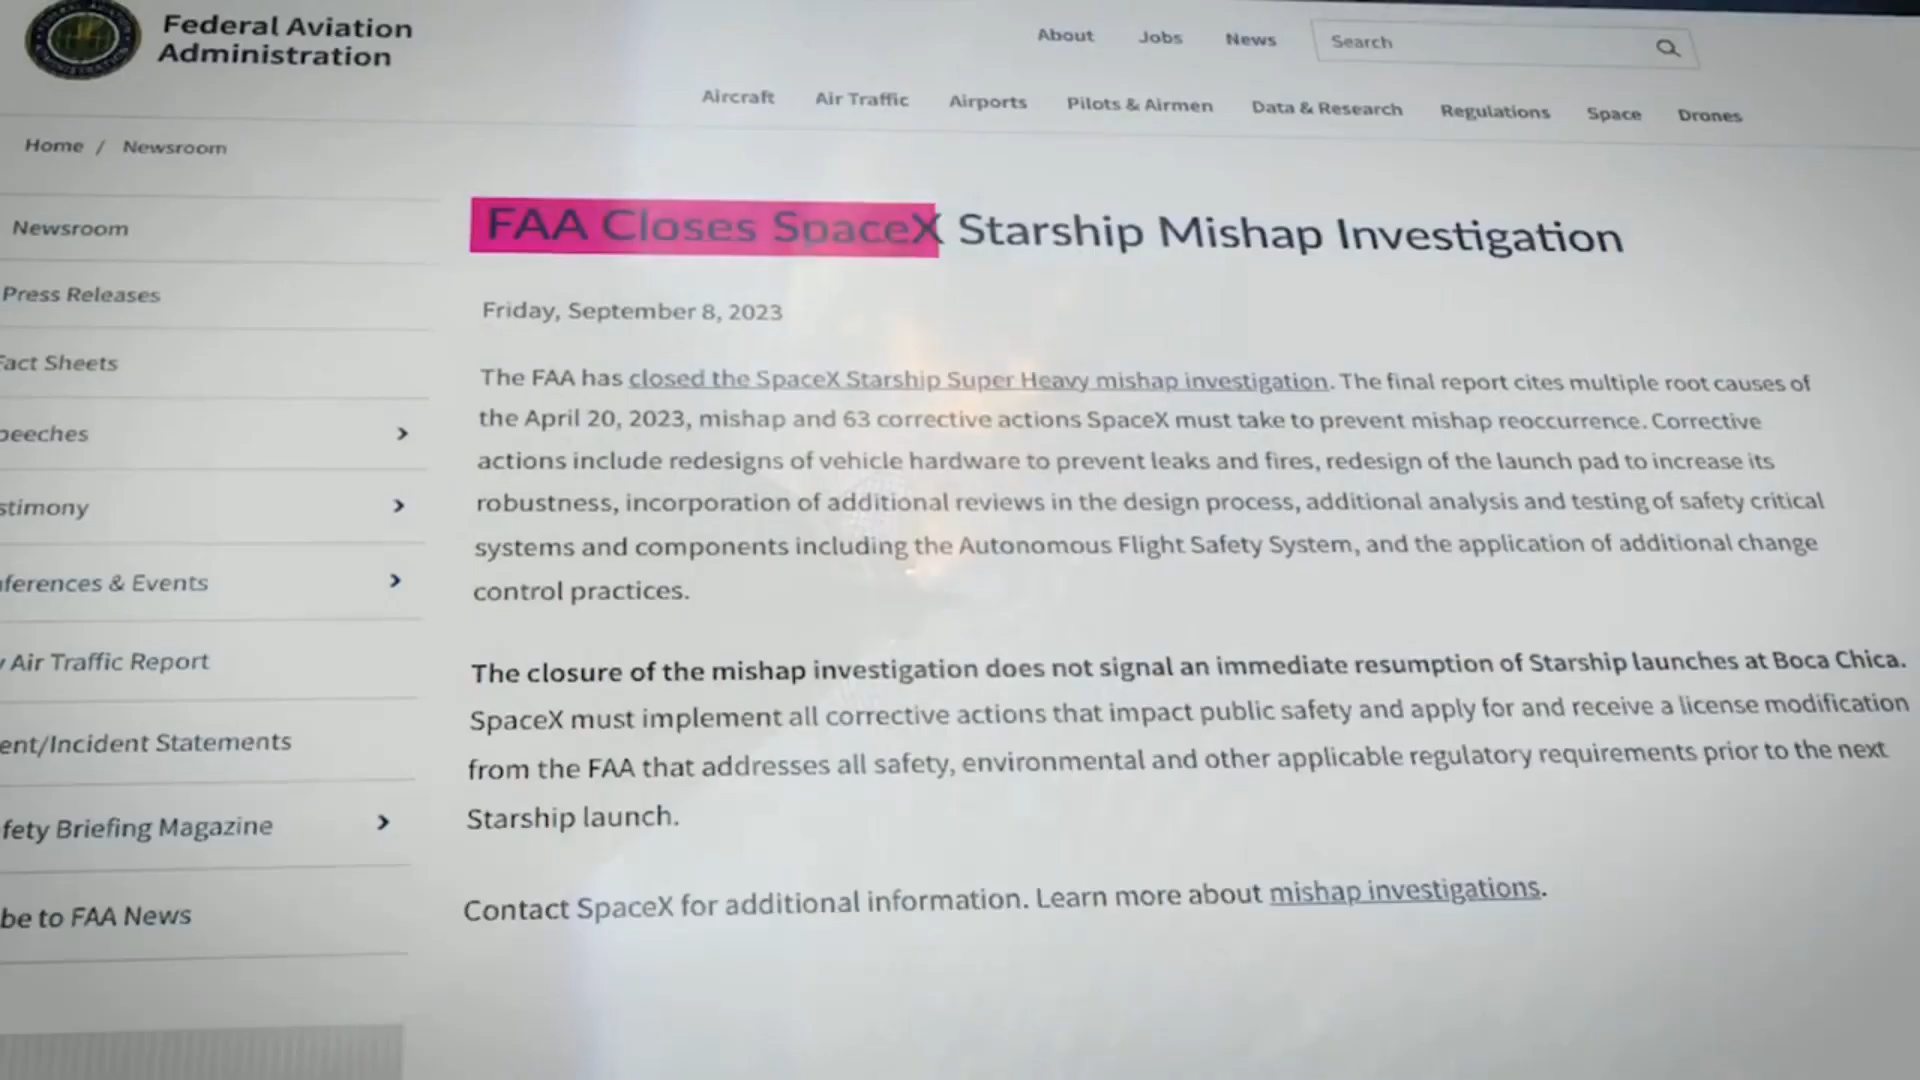 Federal Aviation
Administration
About Jobs News Search
Aircraft Air Traffic Airports Pilots & Airmen Data & Research Regulations Space Drones
Home / Newsroom
Newsroom
Press Releases
Fact Sheets
peeches
stimony
ferences & Events
y Air Traffic Report
ent/Incident Statements
fety Briefing Magazine
be to FAA News
FAA Closes SpaceX Starship Mishap Investigation
Friday, September 8, 2023
The FAA has closed the SpaceX Starship Super Heavy mishap investigation. The final report cites multiple root causes of
the April 20, 2023, mishap and 63 corrective actions SpaceX must take to prevent mishap reoccurrence. Corrective
actions include redesigns of vehicle hardware to prevent leaks and fires, redesign of the launch pad to increase its
robustness, incorporation of additional reviews in the design process, additional analysis and testing of safety critical
systems and components including the Autonomous Flight Safety System, and the application of additional change
control practices.
The closure of the mishap investigation does not signal an immediate resumption of Starship launches at Boca Chica.
SpaceX must implement all corrective actions that impact public safety and apply for and receive a license modification
from the FAA that addresses all safety, environmental and other applicable regulatory requirements prior to the next
Starship launch.
Contact SpaceX for additional information. Learn more about mishap investigations.